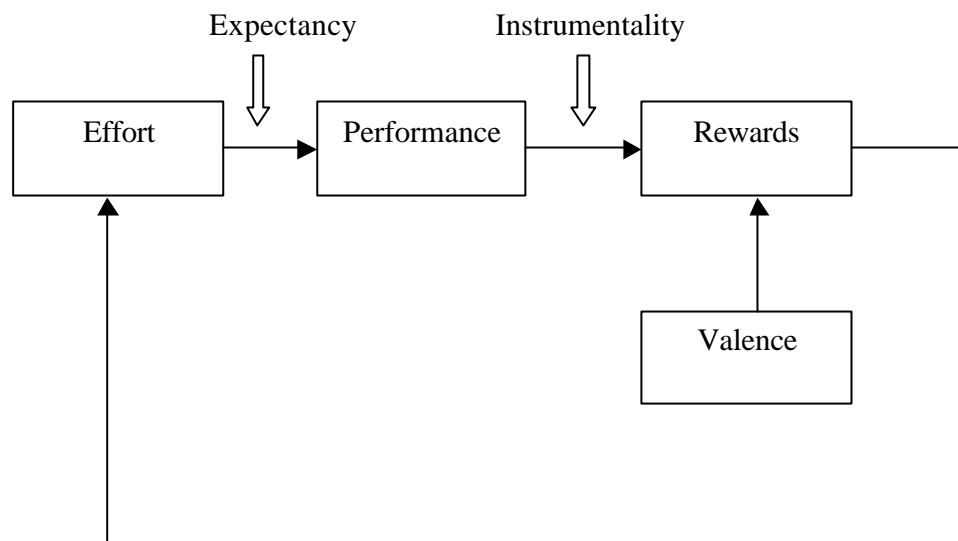 Expectancy
Instrumentality
Effort
Performance
Rewards
Valence